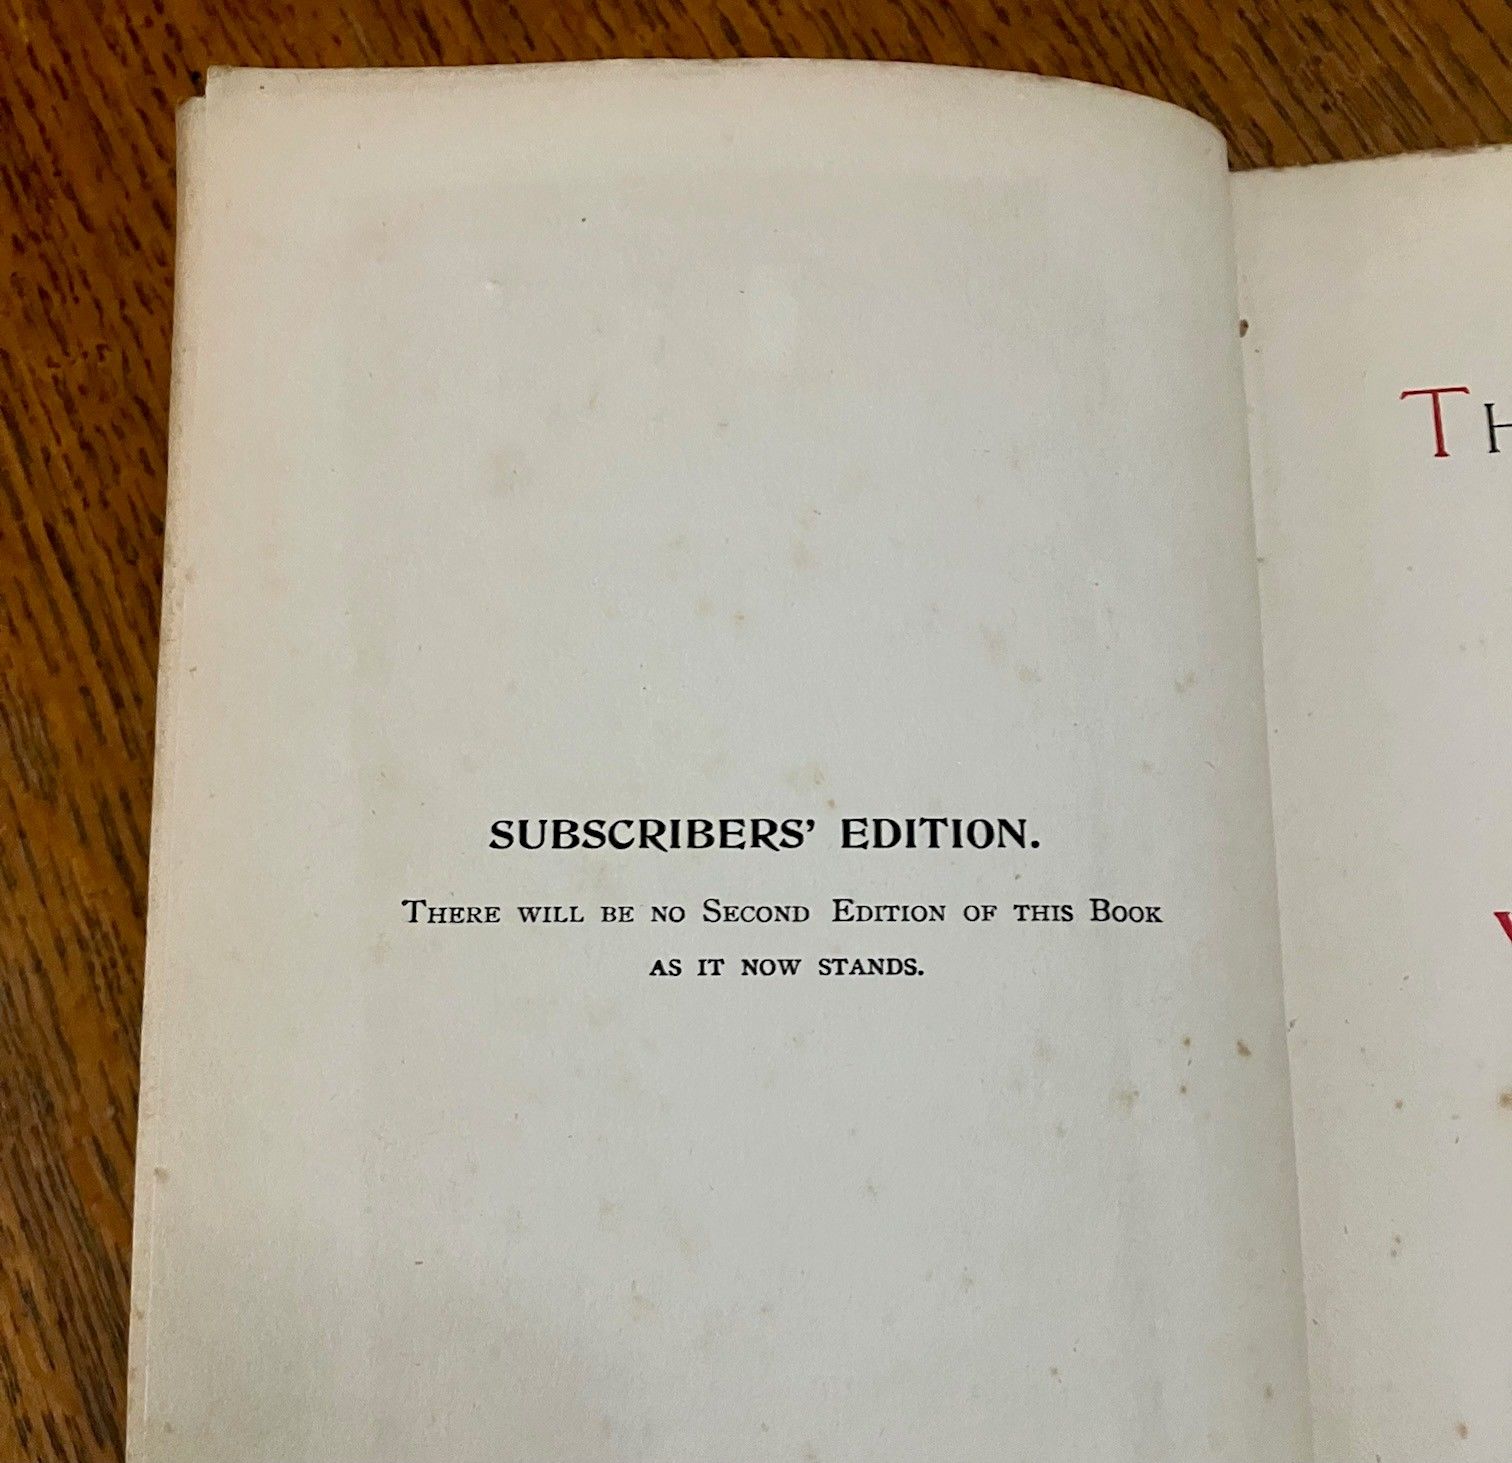 SUBSCRIBERS' EDITION.
THERE WILL BE NO SECOND EDITION OF THIS BOOK
AS IT NOW STANDS.